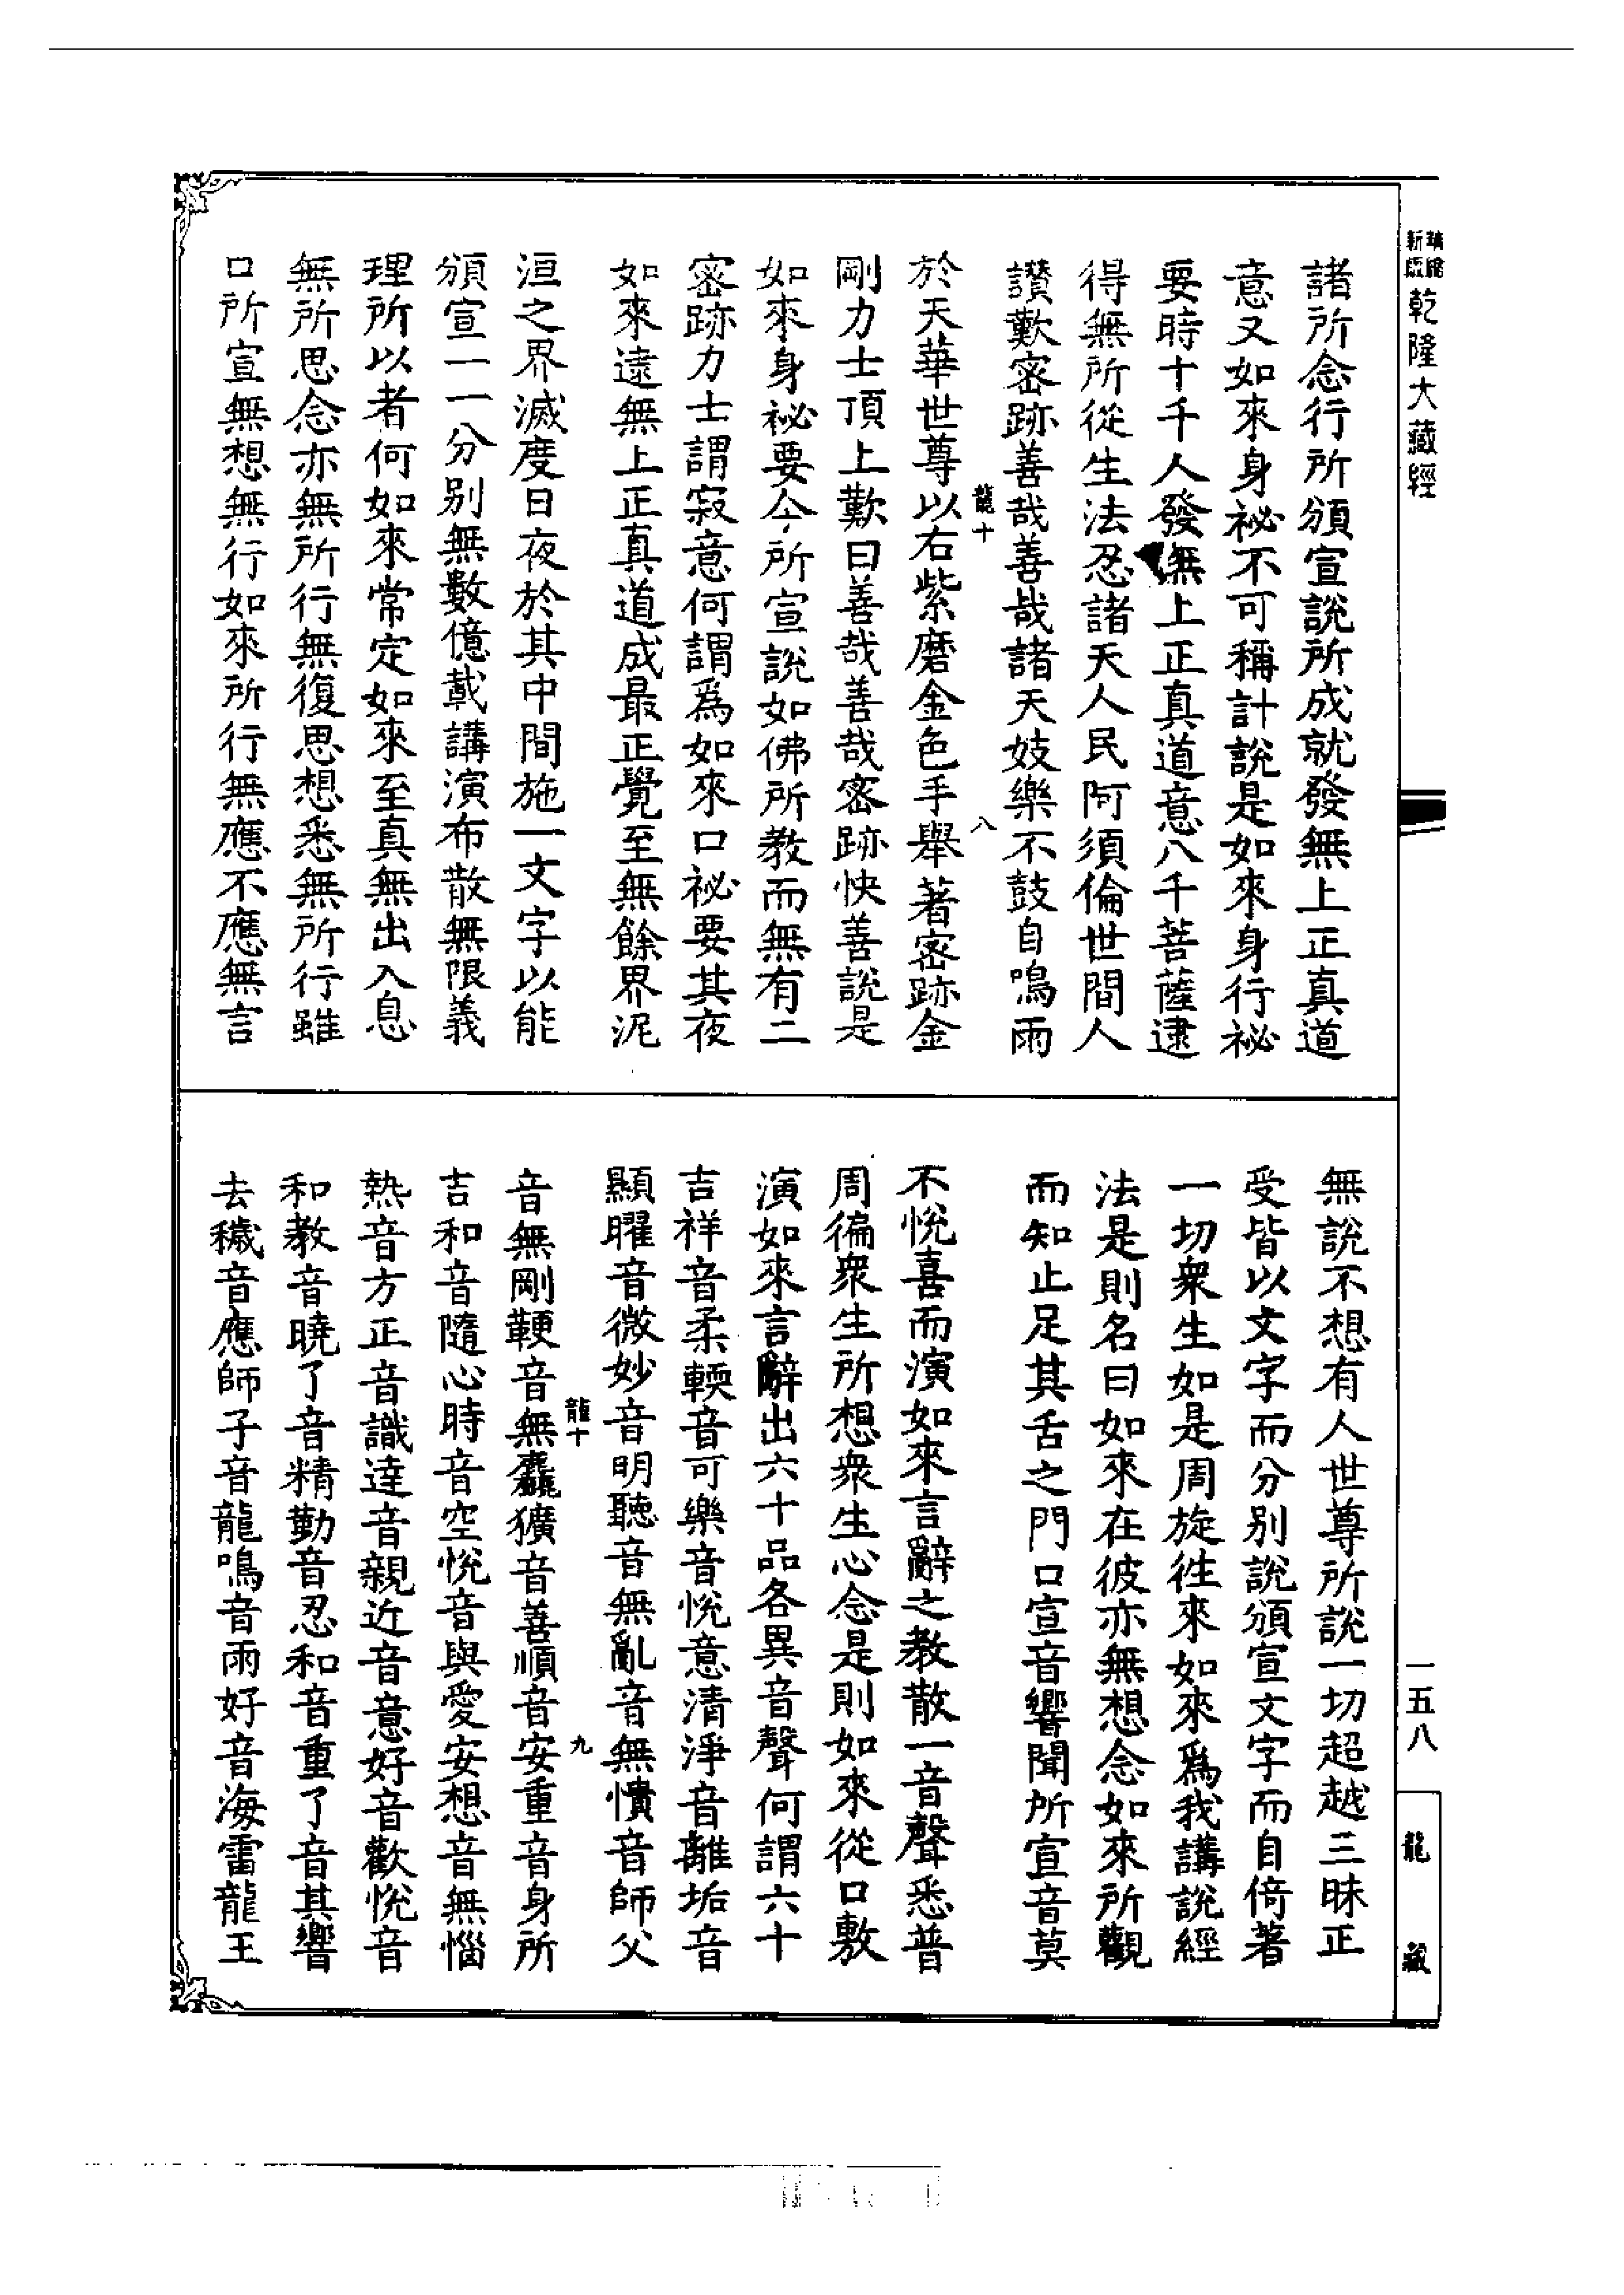 新版
乾隆大藏經
諸所念行所頒宣說所成就發無上正真道
意又如來身祕不可稱計說是如來身行祕
要時十千人發無上正真道意八千菩薩逮
得無所從生法忍諸天人民阿須倫世間人
讚歎密跡善哉善哉諸天妓樂不鼓自鳴雨
龍十
八
於天華世尊以右紫磨金色手舉著密跡金
剛力士頂上歎曰善哉善哉密跡快善說是
如來身祕要今所宣說如佛所教而無有二
密跡力士謂寂意何謂為如來口祕要其夜
如來逮無上正真道成最正覺至無餘界泥
洹之界滅度日夜於其中間施一文字以能
頒宣一一分別無數億載講演布散無限義
理所以者何如來常定如來至真無出入息
無所思念亦無所行無復思想悉無所行雖
口所宣無想無行如來所行無應不應無言
無說不想有人世尊所說一切超越三昧正
受皆以文字而分別說頒宣文字而自倚著
一切眾生如是周旋往來如來為我講說經
法是則名曰如來在彼亦無想念如來所觀
而知止足其舌之門口宣音響聞所宣音莫
不悅喜而演如來言辭之教散一音聲悉普
周徧眾生所想眾生心念是則如來從口敷
演如來言辭出六十品各異音聲何謂六十
吉祥音柔輭音可樂音悅意清淨音離垢音
顯曜音微妙音明聽音無亂音無憒音師父
龍十
九
音無剛鞕音無麤獷音善順音安重音身所
吉和音隨心時音空悅音與愛安想音無惱
熱音方正音識達音親近音意好音歡悅音
和教音曉了音精勤音忍和音重了音其響
去穢音應師子音龍鳴音雨好音海雷龍王
一五八
龍藏